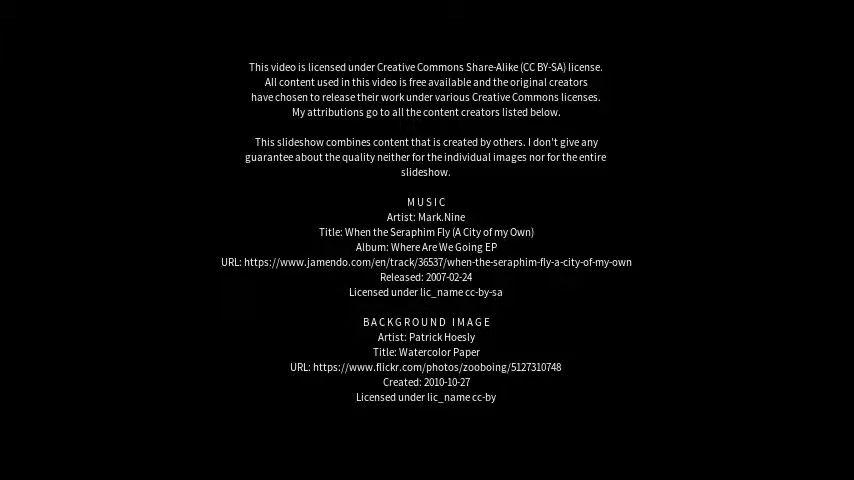 This video is licensed under Creative Commons Share-Alike (CC BY-SA) license.
All content used in this video is free available and the original creators
have chosen to release their work under various Creative Commons licenses.
My attributions go to all the content creators listed below.
This slideshow combines content that is created by others. I don't give any
guarantee about the quality neither for the individual images nor for the entire
slideshow.
MUSIC
Artist: Mark.Nine
Title: When the Seraphim Fly (A City of my Own)
Album: Where Are We Going EP
URL: https://www.jamendo.com/en/track/36537/when-the-seraphim-fly-a-city-of-my-own
Released: 2007-02-24
Licensed under lic_name cc-by-sa
BACKGROUND IMAGE
Artist: Patrick Hoesly
Title: Watercolor Paper
URL: https://www.flickr.com/photos/zooboing/5127310748
Created: 2010-10-27
Licensed under lic_name cc-by